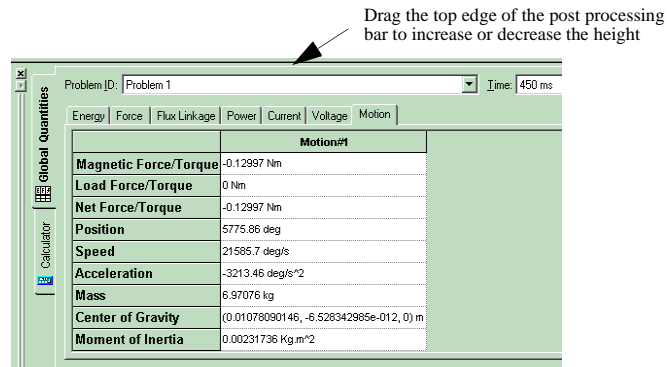 Drag the top edge of the post processing
bar to increase or decrease the height
Global Quantities
Calculator
Problem ID: Problem 1 Time: 450 ms
Energy Force Flux Linkage Power Current Voltage Motion
Motion#1
Magnetic Force/Torque -0.12997 Nm
Load Force/Torque 0 Nm
Net Force/Torque -0.12997 Nm
Position 5775.86 deg
Speed 21585.7 deg/s
Acceleration -3213.46 deg/s^2
Mass 6.97076 kg
Center of Gravity (0.01078090146, -6.528342985e-012, 0) m
Moment of Inertia 0.00231736 Kg.m^2